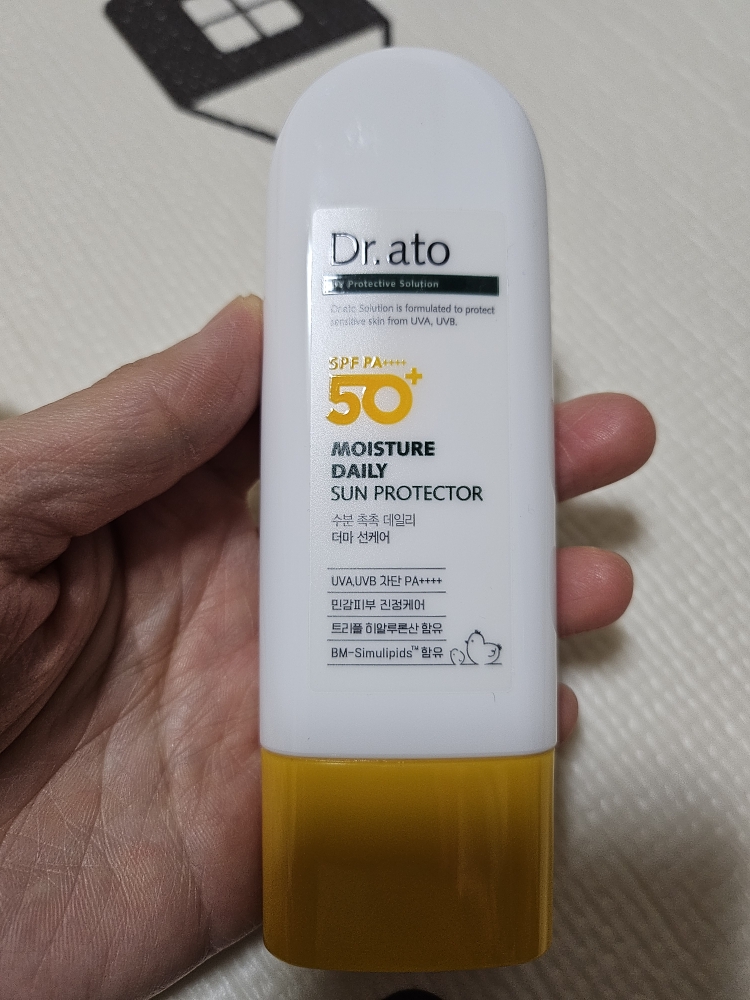 Dr.ato
UV Protective Solution
Dr.ato Solution is formulated to protect
sensitive skin from UVA, UVB.
SPF PA++++
50+
MOISTURE
DAILY
SUN PROTECTOR
수분 촉촉 데일리
더마 선케어
UVA,UVB 차단 PA++++
민감피부 진정케어
트리플 히알루론산 함유
BM-Simulipids™ 함유